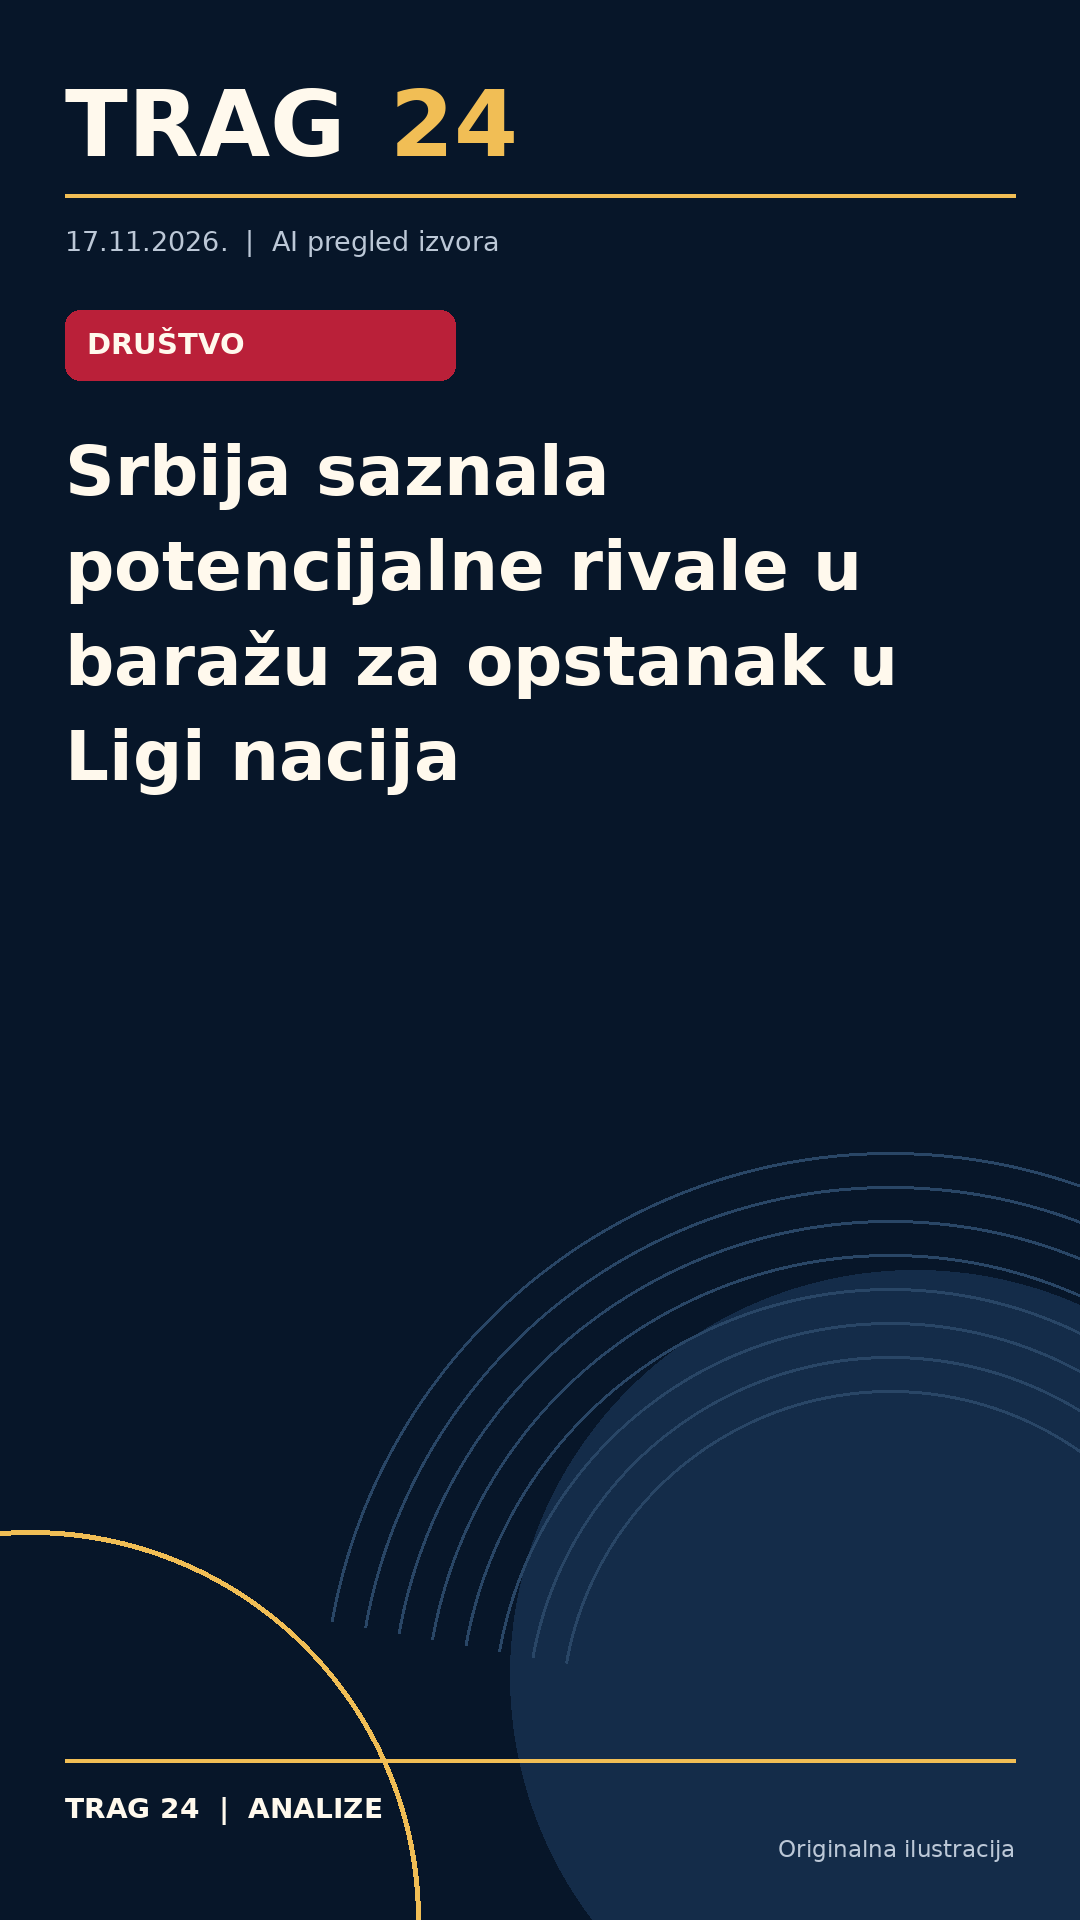 TRAG 24
17.11.2026. | AI pregled izvora
DRUŠTVO
Srbija saznala
potencijalne rivale u
baražu za opstanak u
Ligi nacija
TRAG 24 | ANALIZE
Originalna ilustracija